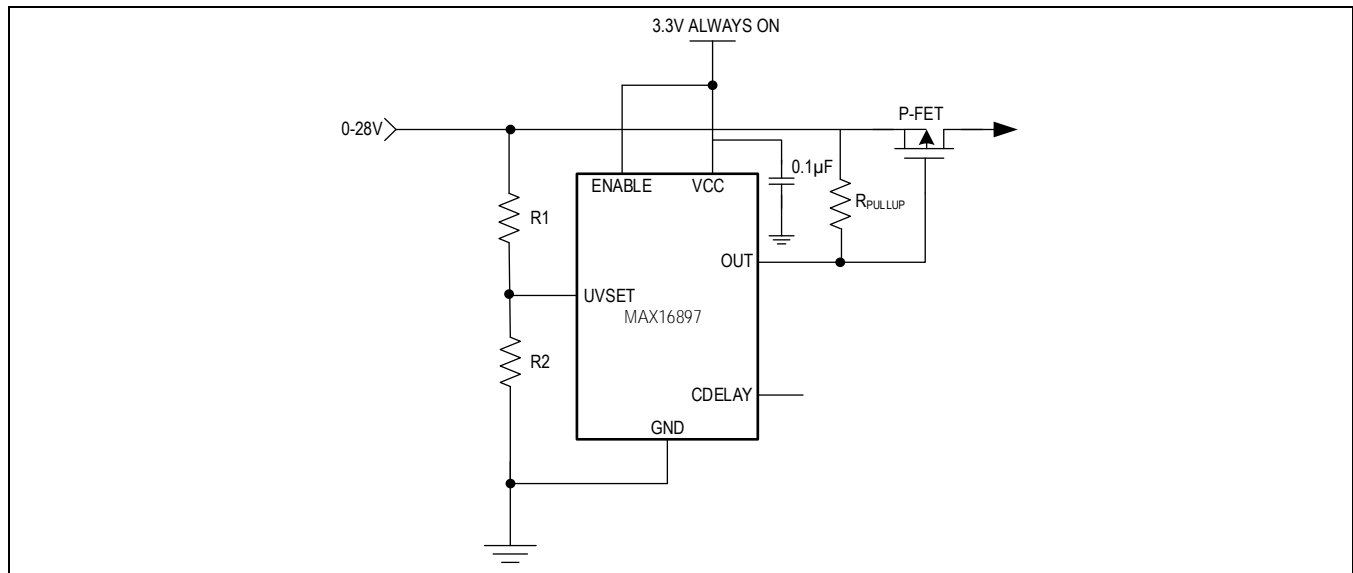 3.3V ALWAYS ON
P-FET
0-28V
0.1µF
ENABLE
VCC
RPULLUP
R1
OUT
UVSET
MAX16897
R2
CDELAY
GND